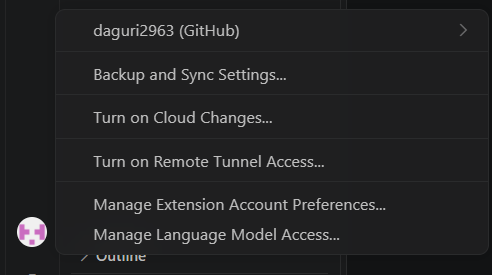 daguri2963 (GitHub)
Backup and Sync Settings...
Turn on Cloud Changes...
Turn on Remote Tunnel Access...
Manage Extension Account Preferences...
Manage Language Model Access...
Outline